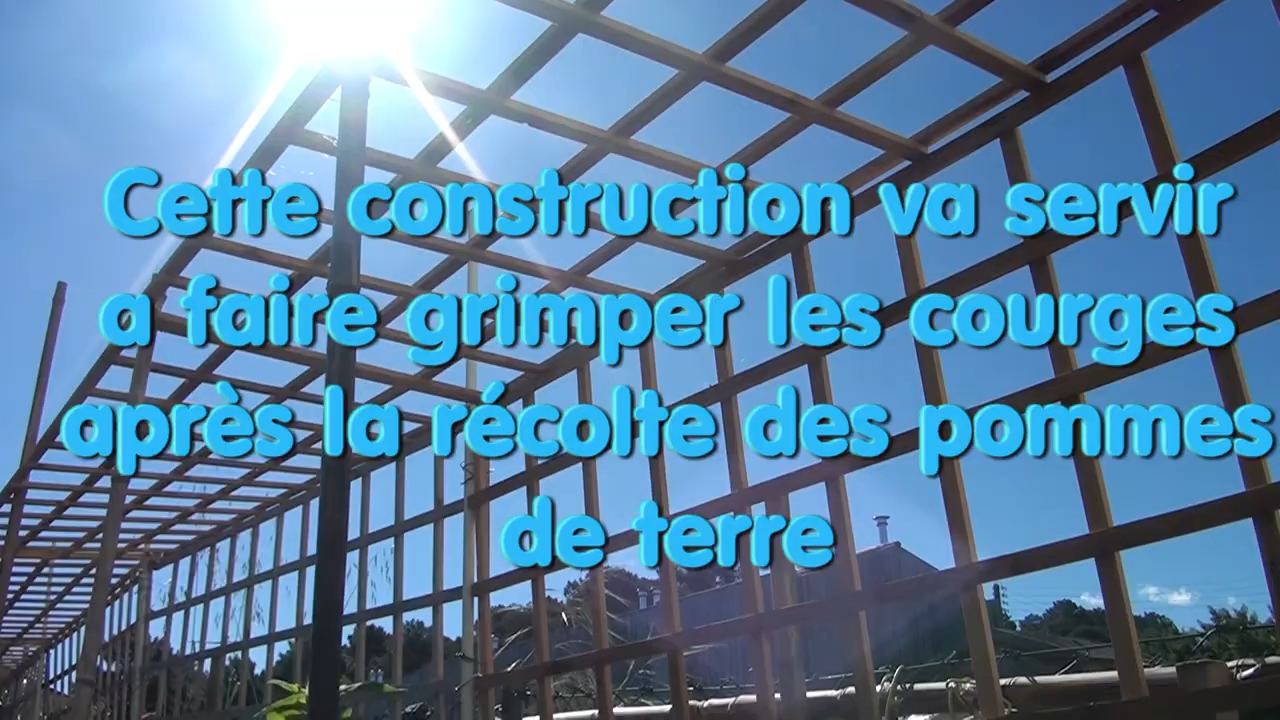 Cette construction va servir
a faire grimper les courges
après la récolte des pommes
de terre